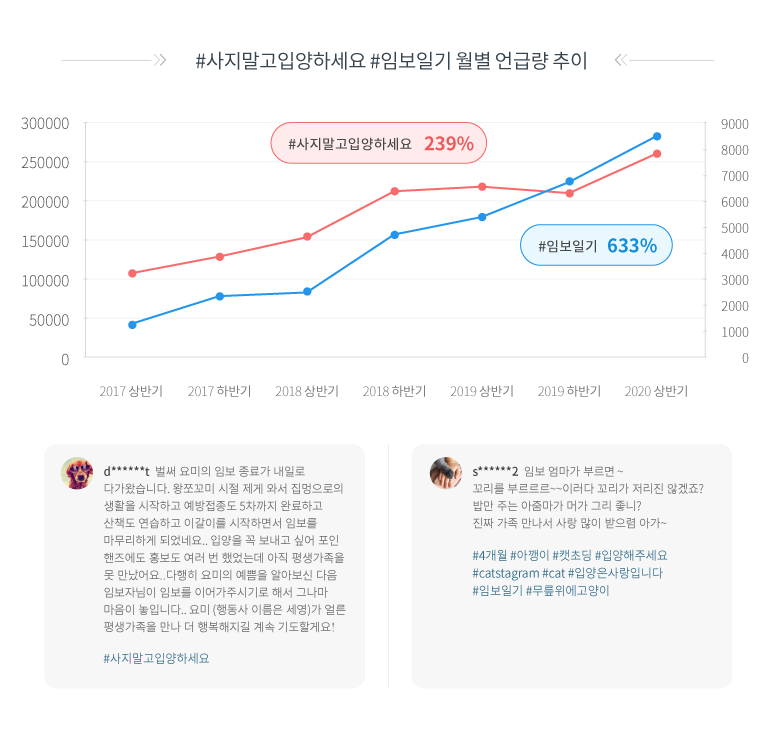 #사지말고입양하세요 #임보일기 월별 언급량 추이
300000
250000
200000
150000
100000
50000
0
9000
8000
7000
6000
5000
4000
3000
2000
1000
0
#사지말고입양하세요 239%
#임보일기 633%
2017 상반기 2017 하반기 2018 상반기 2018 하반기 2019 상반기 2019 하반기 2020 상반기
d******t 벌써 요미의 임보 종료가 내일로
다가왔습니다. 왕쪼꼬미 시절 제게 와서 집멍으로의
생활을 시작하고 예방접종도 5차까지 완료하고
산책도 연습하고 이갈이를 시작하면서 임보를
마무리하게 되었네요.. 입양을 꼭 보내고 싶어 포인
핸즈에도 홍보도 여러 번 했었는데 아직 평생가족을
못 만났어요..다행히 요미의 예쁨을 알아보신 다음
임보자님이 임보를 이어가주시기로 해서 그나마
마음이 놓입니다.. 요미 (행동사 이름은 세영)가 얼른
평생가족을 만나 더 행복해지길 계속 기도할게요!
#사지말고입양하세요
s******2 임보 엄마가 부르면 ~
꼬리를 부르르르~~이러다 꼬리가 저리진 않겠죠?
밥만 주는 아줌마가 머가 그리 좋니?
진짜 가족 만나서 사랑 많이 받으렴 아가~
#4개월 #아깽이 #캣초딩 #입양해주세요
#catstagram #cat #입양은사랑입니다
#임보일기 #무릎위에고양이